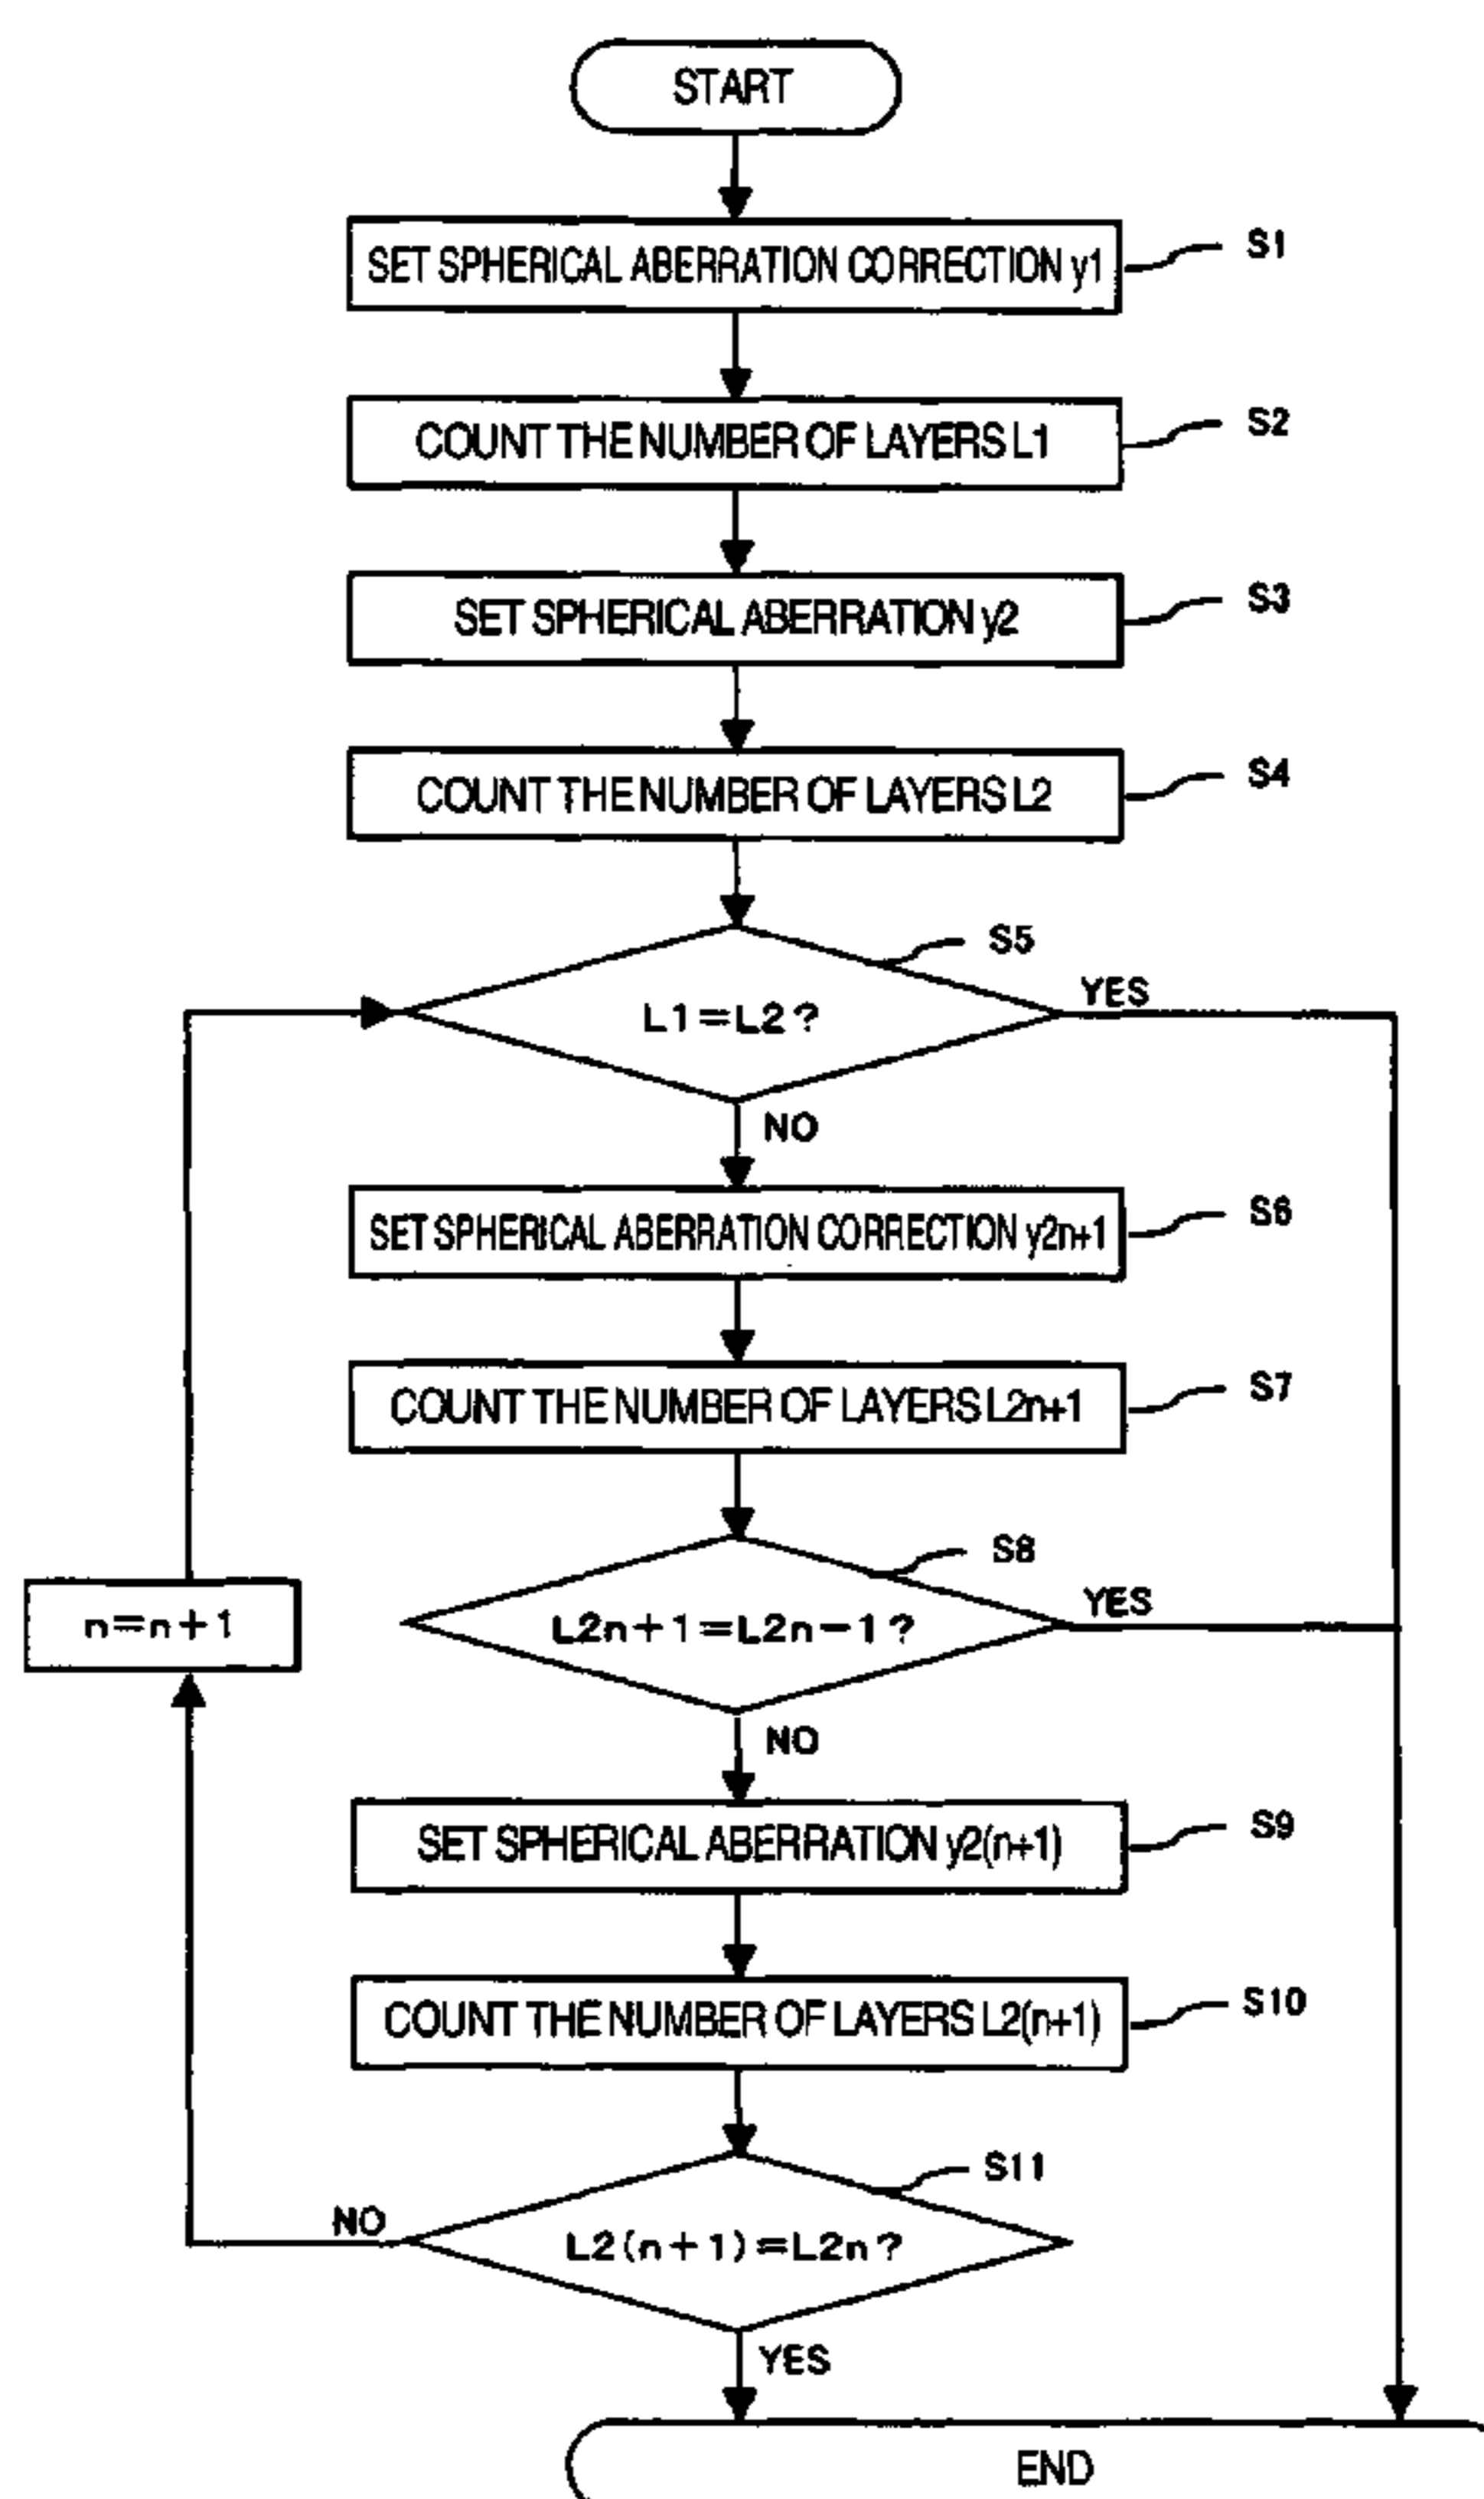 START
SET SPHERICAL ABERRATION CORRECTION y1
S1
COUNT THE NUMBER OF LAYERS L1
S2
SET SPHERICAL ABERRATION y2
S3
COUNT THE NUMBER OF LAYERS L2
S4
S5
L1=L2?
YES
NO
SET SPHERICAL ABERRATION CORRECTION y2n+1
S6
COUNT THE NUMBER OF LAYERS L2n+1
S7
S8
n=n+1
L2n+1=L2n-1?
YES
NO
SET SPHERICAL ABERRATION y2(n+1)
S9
COUNT THE NUMBER OF LAYERS L2(n+1)
S10
S11
NO
L2(n+1)=L2n?
YES
END